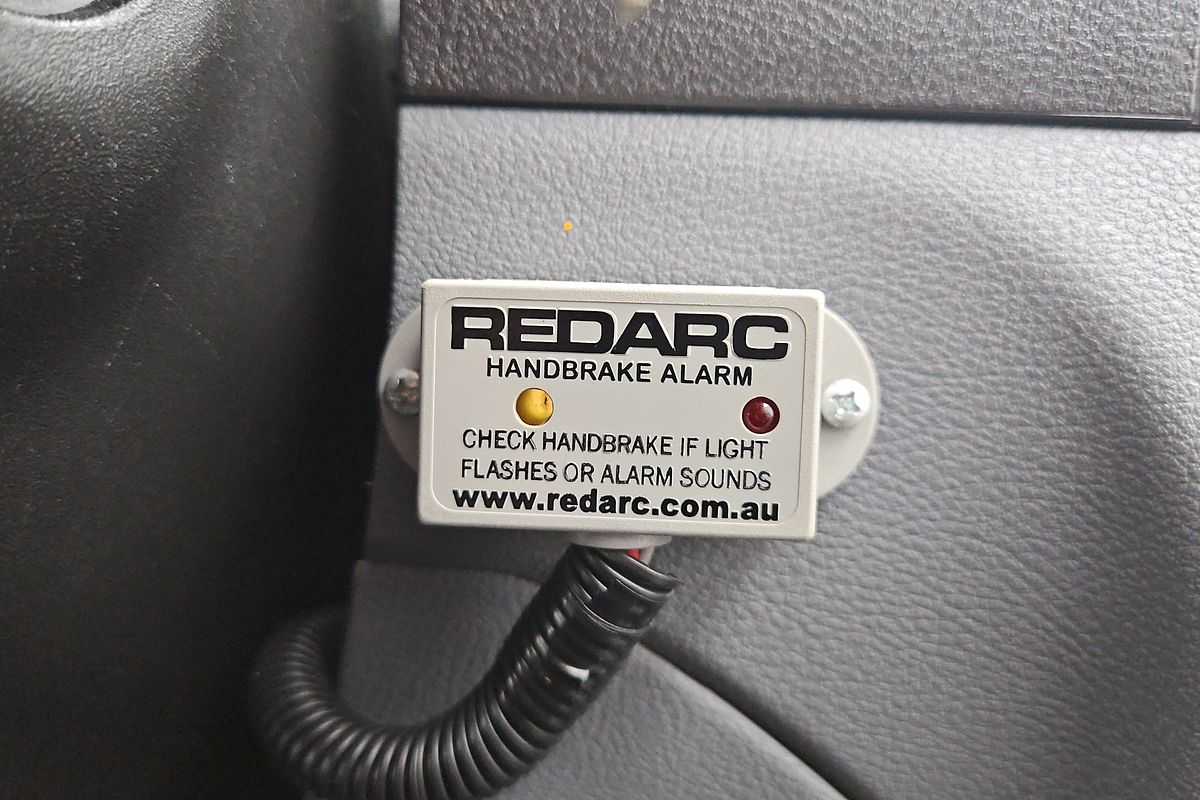 REDARC
HANDBRAKE ALARM
CHECK HANDBRAKE IF LIGHT
FLASHES OR ALARM SOUNDS
www.redarc.com.au